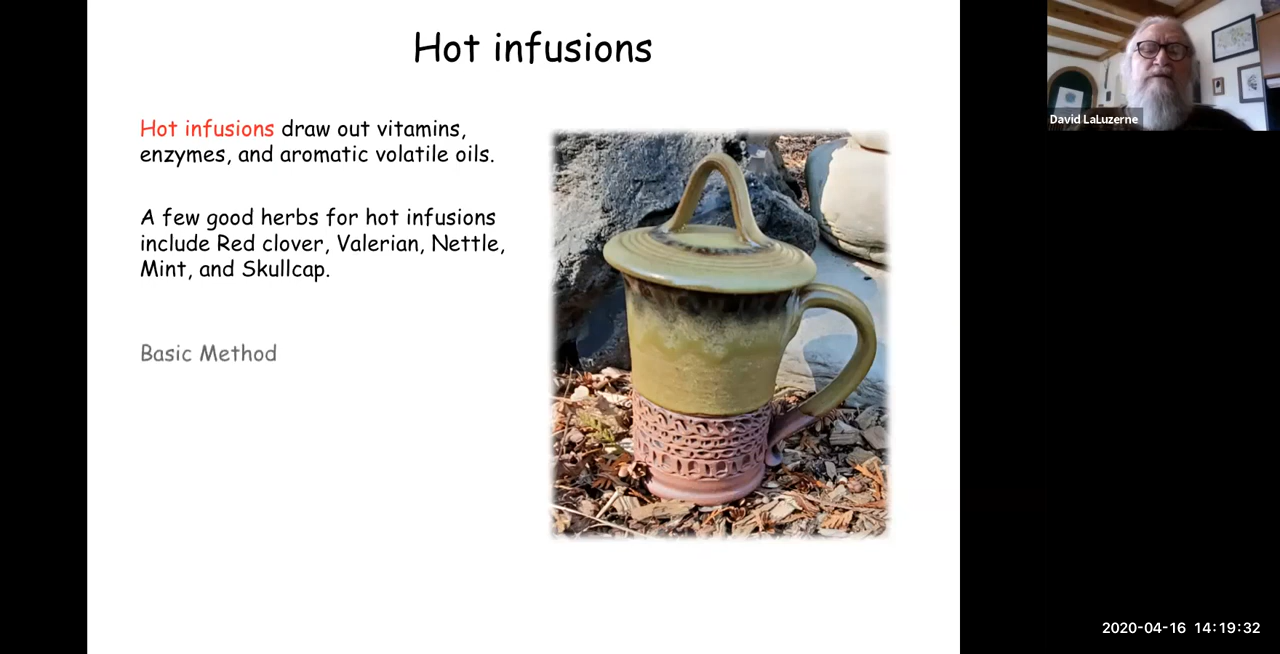 Hot infusions
Hot infusions draw out vitamins,
enzymes, and aromatic volatile oils.
A few good herbs for hot infusions
include Red clover, Valerian, Nettle,
Mint, and Skullcap.
Basic Method
David LaLuzerne
2020-04-16 14:19:32